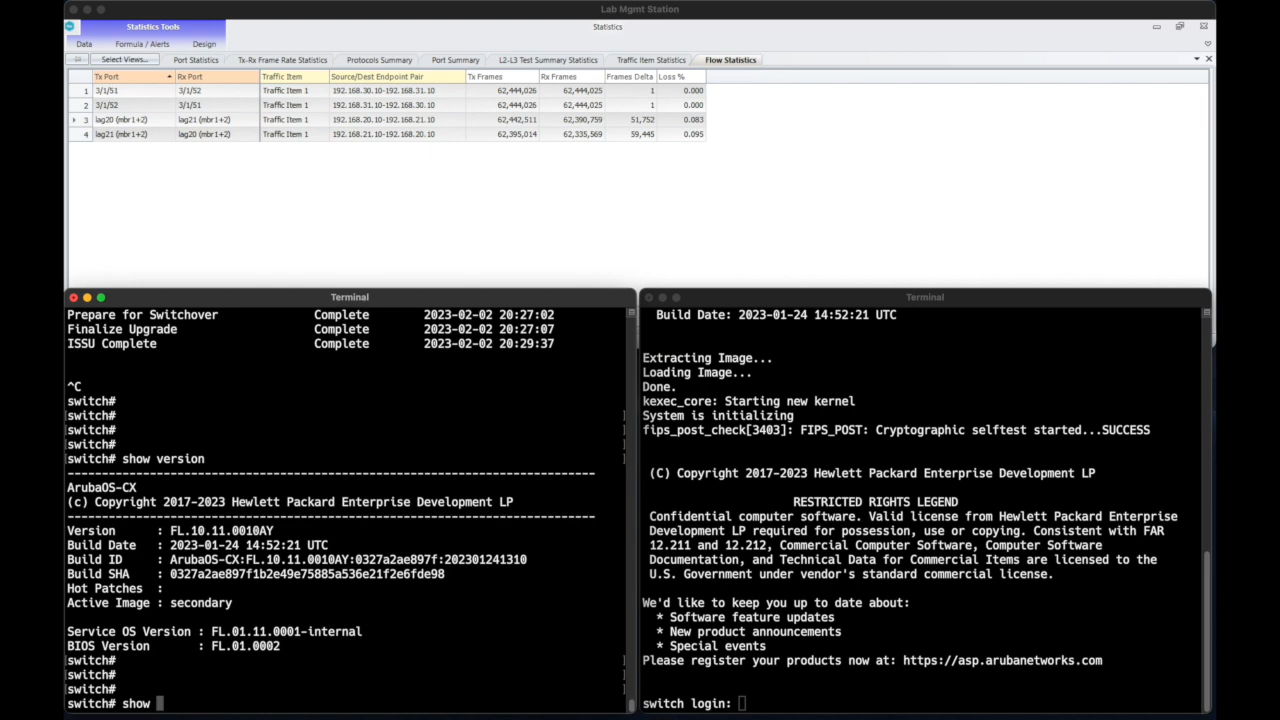 Lab Mgmt Station
Statistics Tools
Statistics
Data Formula / Alerts Design
Select Views... Port Statistics Tx-Rx Frame Rate Statistics Protocols Summary Port Summary L2-L3 Test Summary Statistics Traffic Item Statistics Flow Statistics
Tx Port Rx Port Traffic Item Source/Dest Endpoint Pair Tx Frames Rx Frames Frames Delta Loss %
1 3/1/51 3/1/52 Traffic Item 1 192.168.30.10-192.168.31.10 62,444,026 62,444,025 1 0.000
2 3/1/52 3/1/51 Traffic Item 1 192.168.31.10-192.168.30.10 62,444,026 62,444,025 1 0.000
3 lag20 (mbr1+2) lag21 (mbr1+2) Traffic Item 1 192.168.20.10-192.168.21.10 62,442,511 62,390,759 51,752 0.083
4 lag21 (mbr1+2) lag20 (mbr1+2) Traffic Item 1 192.168.21.10-192.168.20.10 62,395,014 62,335,569 59,445 0.095
Terminal
Prepare for Switchover Complete 2023-02-02 20:27:02
Finalize Upgrade Complete 2023-02-02 20:27:07
ISSU Complete Complete 2023-02-02 20:29:37
^C
switch#
[switch# ]
[switch# ]
[switch# ]
[switch# show version ]
----------------------------------------------------------------------------
ArubaOS-CX
(c) Copyright 2017-2023 Hewlett Packard Enterprise Development LP
----------------------------------------------------------------------------
Version : FL.10.11.0010AY
Build Date : 2023-01-24 14:52:21 UTC
Build ID : ArubaOS-CX:FL.10.11.0010AY:0327a2ae897f:202301241310
Build SHA : 0327a2ae897f1b2e49e75885a536e21f2e6fde98
Hot Patches :
Active Image : secondary
Service OS Version : FL.01.11.0001-internal
BIOS Version : FL.01.0002
[switch# ]
[switch# ]
[switch# ]
switch# show
Terminal
Build Date: 2023-01-24 14:52:21 UTC
Extracting Image...
Loading Image...
Done.
kexec_core: Starting new kernel
System is initializing
fips_post_check[3403]: FIPS_POST: Cryptographic selftest started...SUCCESS
(C) Copyright 2017-2023 Hewlett Packard Enterprise Development LP
RESTRICTED RIGHTS LEGEND
Confidential computer software. Valid license from Hewlett Packard Enterprise
Development LP required for possession, use or copying. Consistent with FAR
12.211 and 12.212, Commercial Computer Software, Computer Software
Documentation, and Technical Data for Commercial Items are licensed to the
U.S. Government under vendor's standard commercial license.
We'd like to keep you up to date about:
* Software feature updates
* New product announcements
* Special events
Please register your products now at: https://asp.arubanetworks.com
switch login: